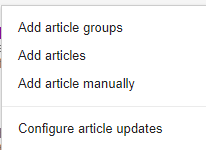 Add article groups
Add articles
Add article manually
Configure article updates